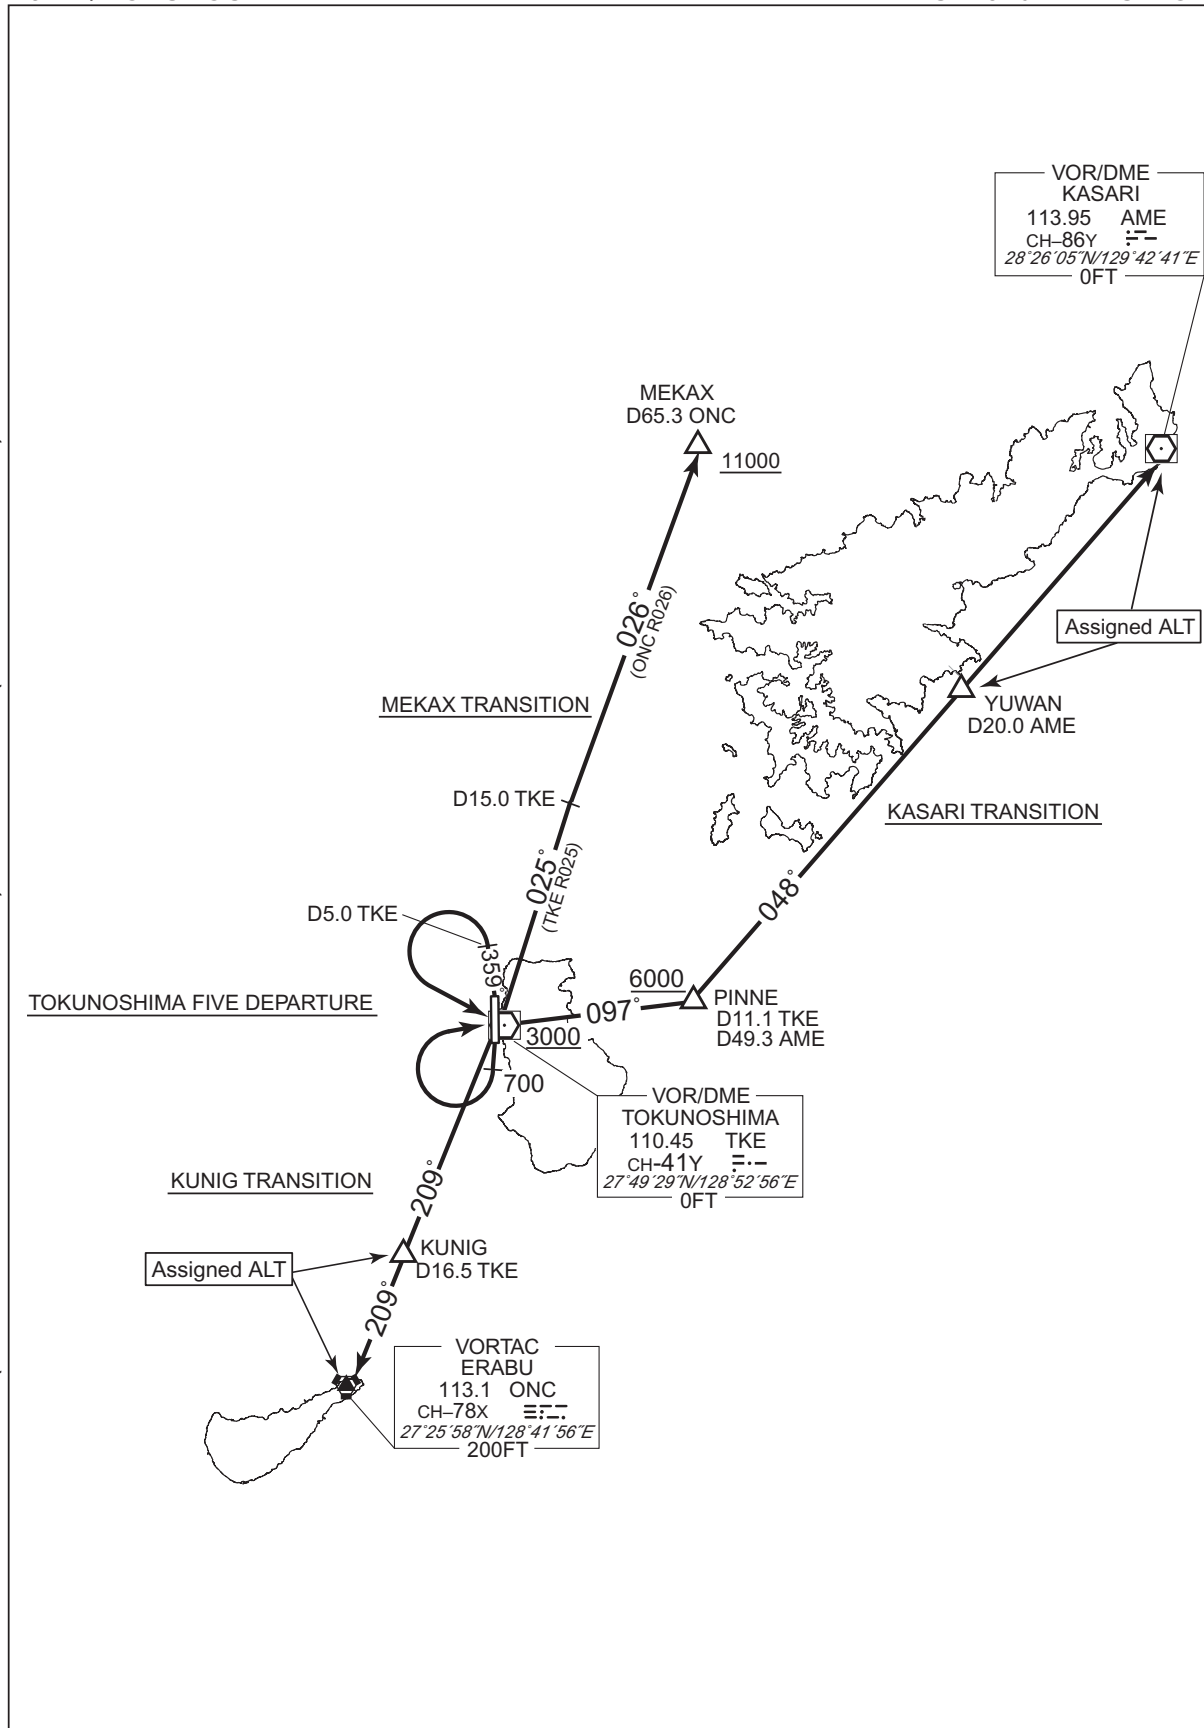 VOR/DME
KASARI
113.95 AME
CH–86Y
28°26´05˝N/129°42´41˝E
0FT
MEKAX
D65.3 ONC
11000
026°
(ONC R026)
Assigned ALT
YUWAN
D20.0 AME
MEKAX TRANSITION
D15.0 TKE
KASARI TRANSITION
025°
(TKE R025)
048°
D5.0 TKE
359°
TOKUNOSHIMA FIVE DEPARTURE
6000
097°
PINNE
D11.1 TKE
D49.3 AME
3000
700
VOR/DME
TOKUNOSHIMA
110.45 TKE
CH-41Y
27°49´29˝N/128°52´56˝E
0FT
KUNIG TRANSITION
209°
KUNIG
D16.5 TKE
Assigned ALT
209°
VORTAC
ERABU
113.1 ONC
CH–78X
27°25´58˝N/128°41´56˝E
200FT